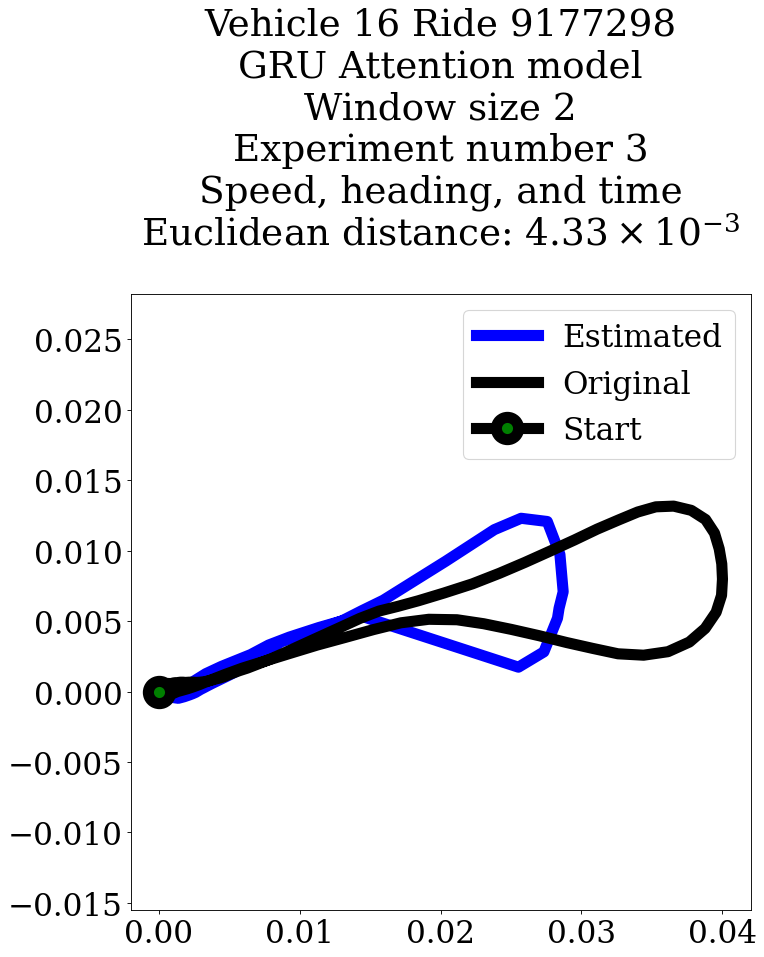 Vehicle 16 Ride 9177298
GRU Attention model
Window size 2
Experiment number 3
Speed, heading, and time
Euclidean distance: 4.33 × 10⁻³
Estimated
Original
Start
0.025
0.020
0.015
0.010
0.005
0.000
−0.005
−0.010
−0.015
0.00 0.01 0.02 0.03 0.04